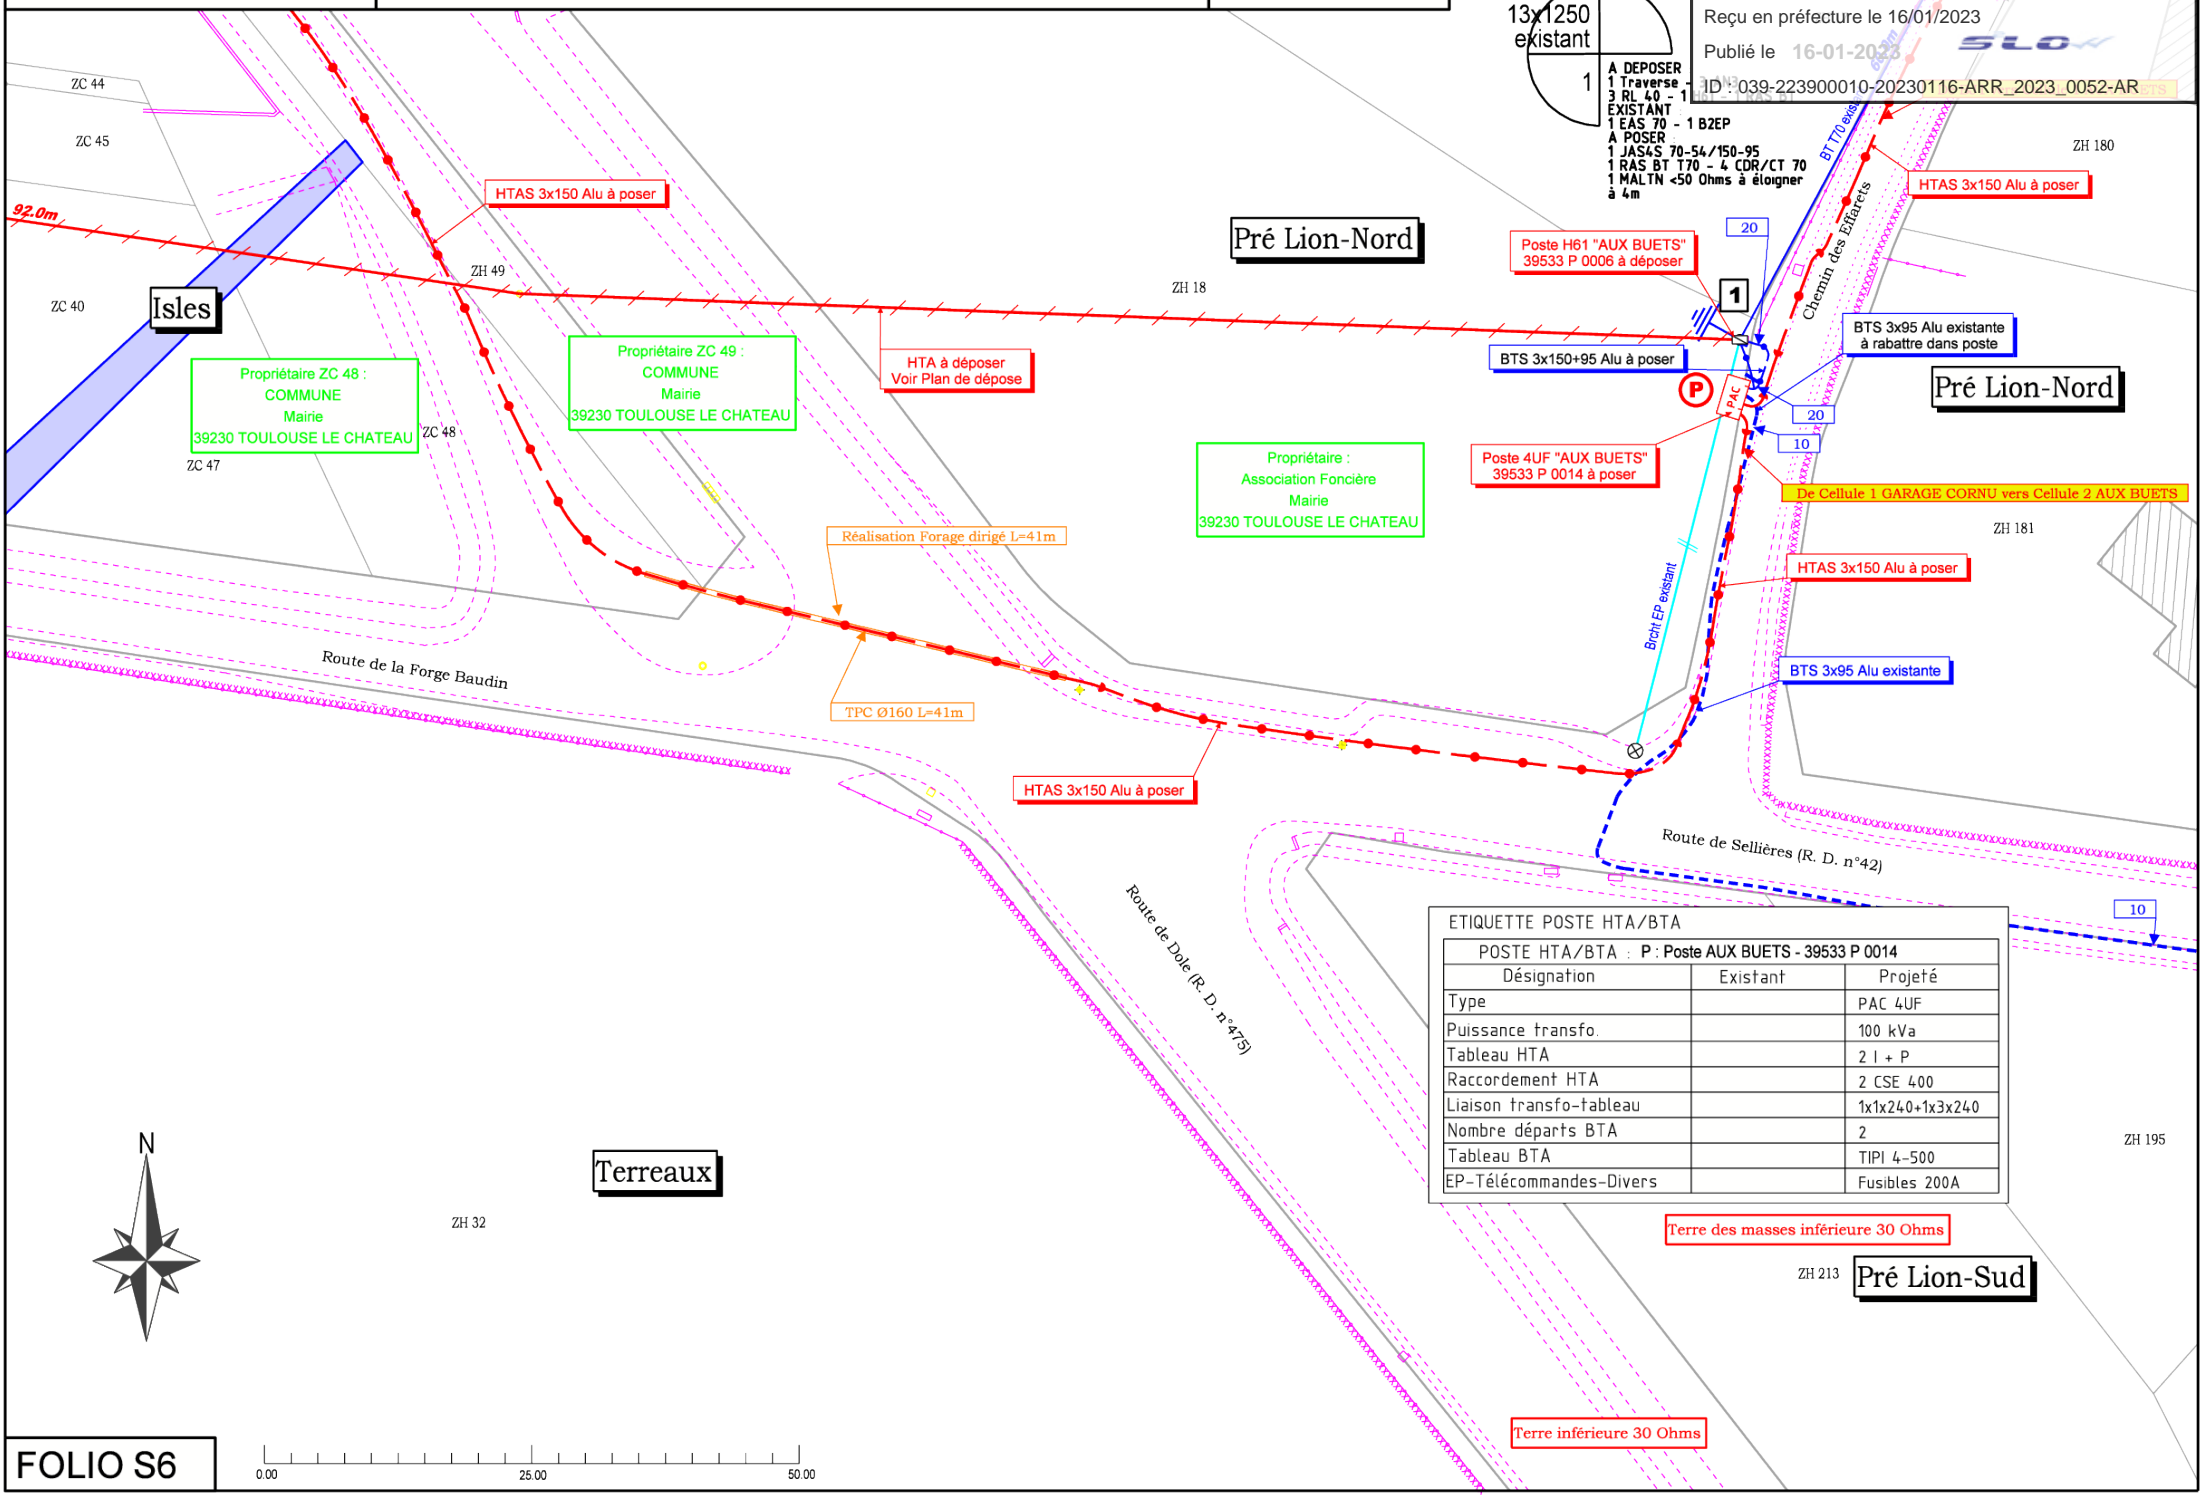 13x1250
existant
1
A DEPOSER
1 Traverse -
3 RL 40 - 1
EXISTANT
1 EAS 70 - 1 B2EP
A POSER :
1 JAS4S 70-54/150-95
1 RAS BT T70 - 4 CDR/CT 70
1 MALTN <50 Ohms à éloigner
à 4m
Reçu en préfecture le 16/01/2023
Publié le 16-01-2023
SLO
ID : 039-223900010-20230116-ARR_2023_0052-AR
ZC 44
ZC 45
92.0m
ZC 40
Isles
HTAS 3x150 Alu à poser
ZH 49
Propriétaire ZC 48 :
COMMUNE
Mairie
39230 TOULOUSE LE CHATEAU
ZC 48
ZC 47
Propriétaire ZC 49 :
COMMUNE
Mairie
39230 TOULOUSE LE CHATEAU
HTA à déposer
Voir Plan de dépose
Pré Lion-Nord
ZH 18
Poste H61 "AUX BUETS"
39533 P 0006 à déposer
20
1
BT T70 existant
Chemin des Effarets
HTAS 3x150 Alu à poser
ZH 180
BTS 3x150+95 Alu à poser
BTS 3x95 Alu existante
à rabattre dans poste
Pré Lion-Nord
P
PAC
20
10
Poste 4UF "AUX BUETS"
39533 P 0014 à poser
De Cellule 1 GARAGE CORNU vers Cellule 2 AUX BUETS
Propriétaire :
Association Foncière
Mairie
39230 TOULOUSE LE CHATEAU
ZH 181
HTAS 3x150 Alu à poser
Brcht EP existant
BTS 3x95 Alu existante
Réalisation Forage dirigé L=41m
TPC Ø160 L=41m
Route de la Forge Baudin
HTAS 3x150 Alu à poser
Route de Sellières (R. D. n°42)
Route de Dole (R. D. n°475)
10
ETIQUETTE POSTE HTA/BTA
POSTE HTA/BTA : P : Poste AUX BUETS - 39533 P 0014
Désignation Existant Projeté
Type PAC 4UF
Puissance transfo. 100 kVa
Tableau HTA 2 I + P
Raccordement HTA 2 CSE 400
Liaison transfo-tableau 1x1x240+1x3x240
Nombre départs BTA 2
Tableau BTA TIPI 4-500
EP-Télécommandes-Divers Fusibles 200A
ZH 195
Terre des masses inférieure 30 Ohms
ZH 213
Pré Lion-Sud
N
Terreaux
ZH 32
Terre inférieure 30 Ohms
FOLIO S6
0.00 25.00 50.00